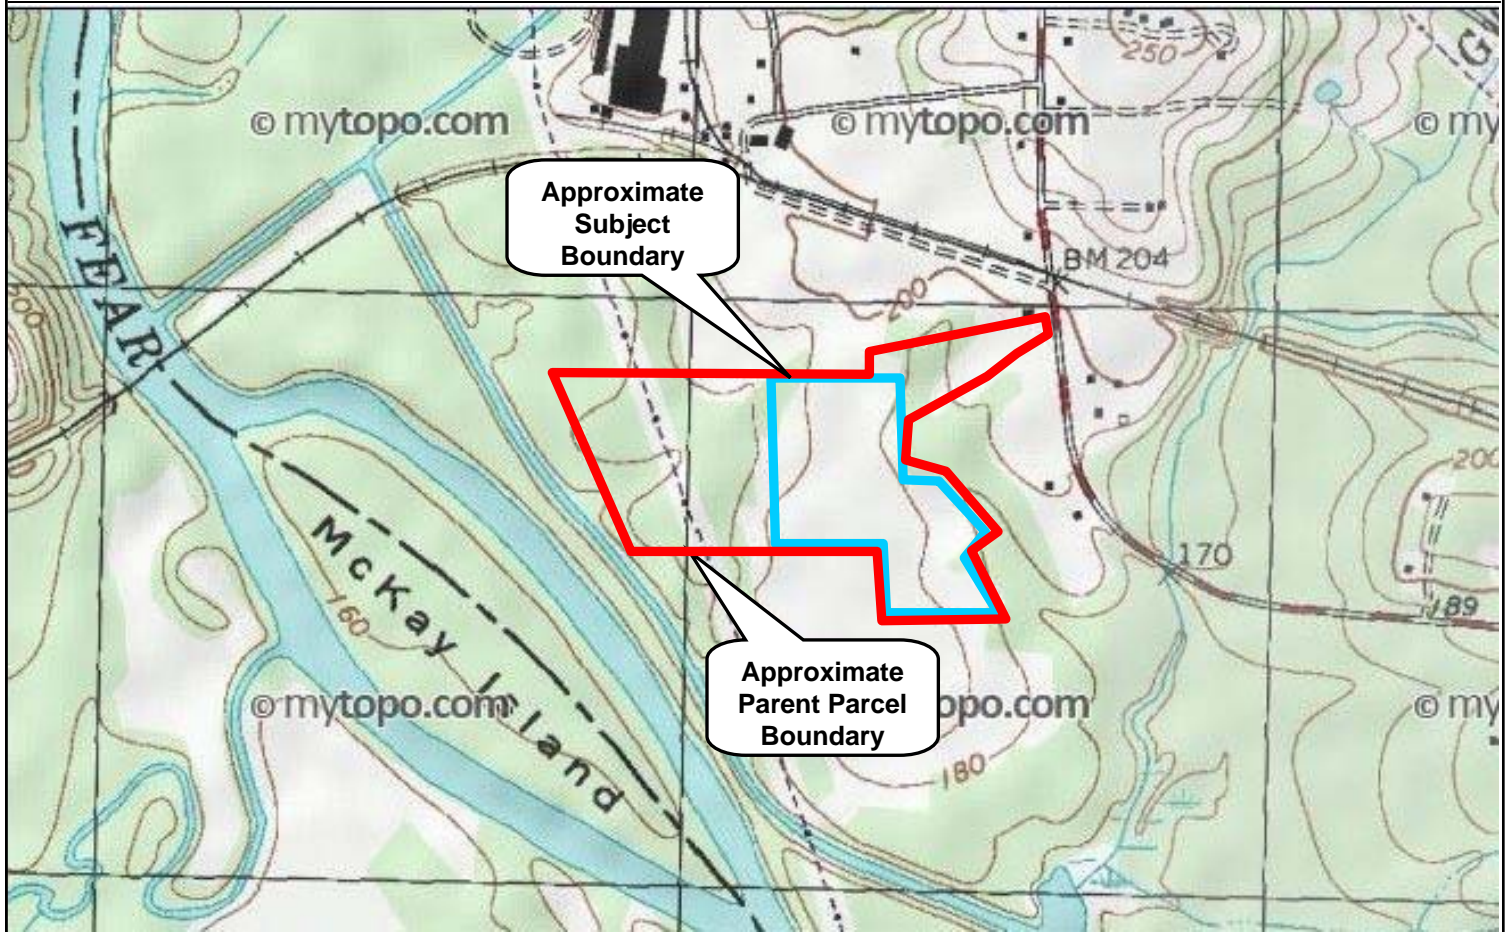 250
G
© mytopo.com
© mytopo.com
© my
Approximate
Subject
Boundary
BM 204
FEAR
200
200
170
189
McKay Island
160
Approximate
Parent Parcel
Boundary
© mytopo.com
opo.com
© my
180